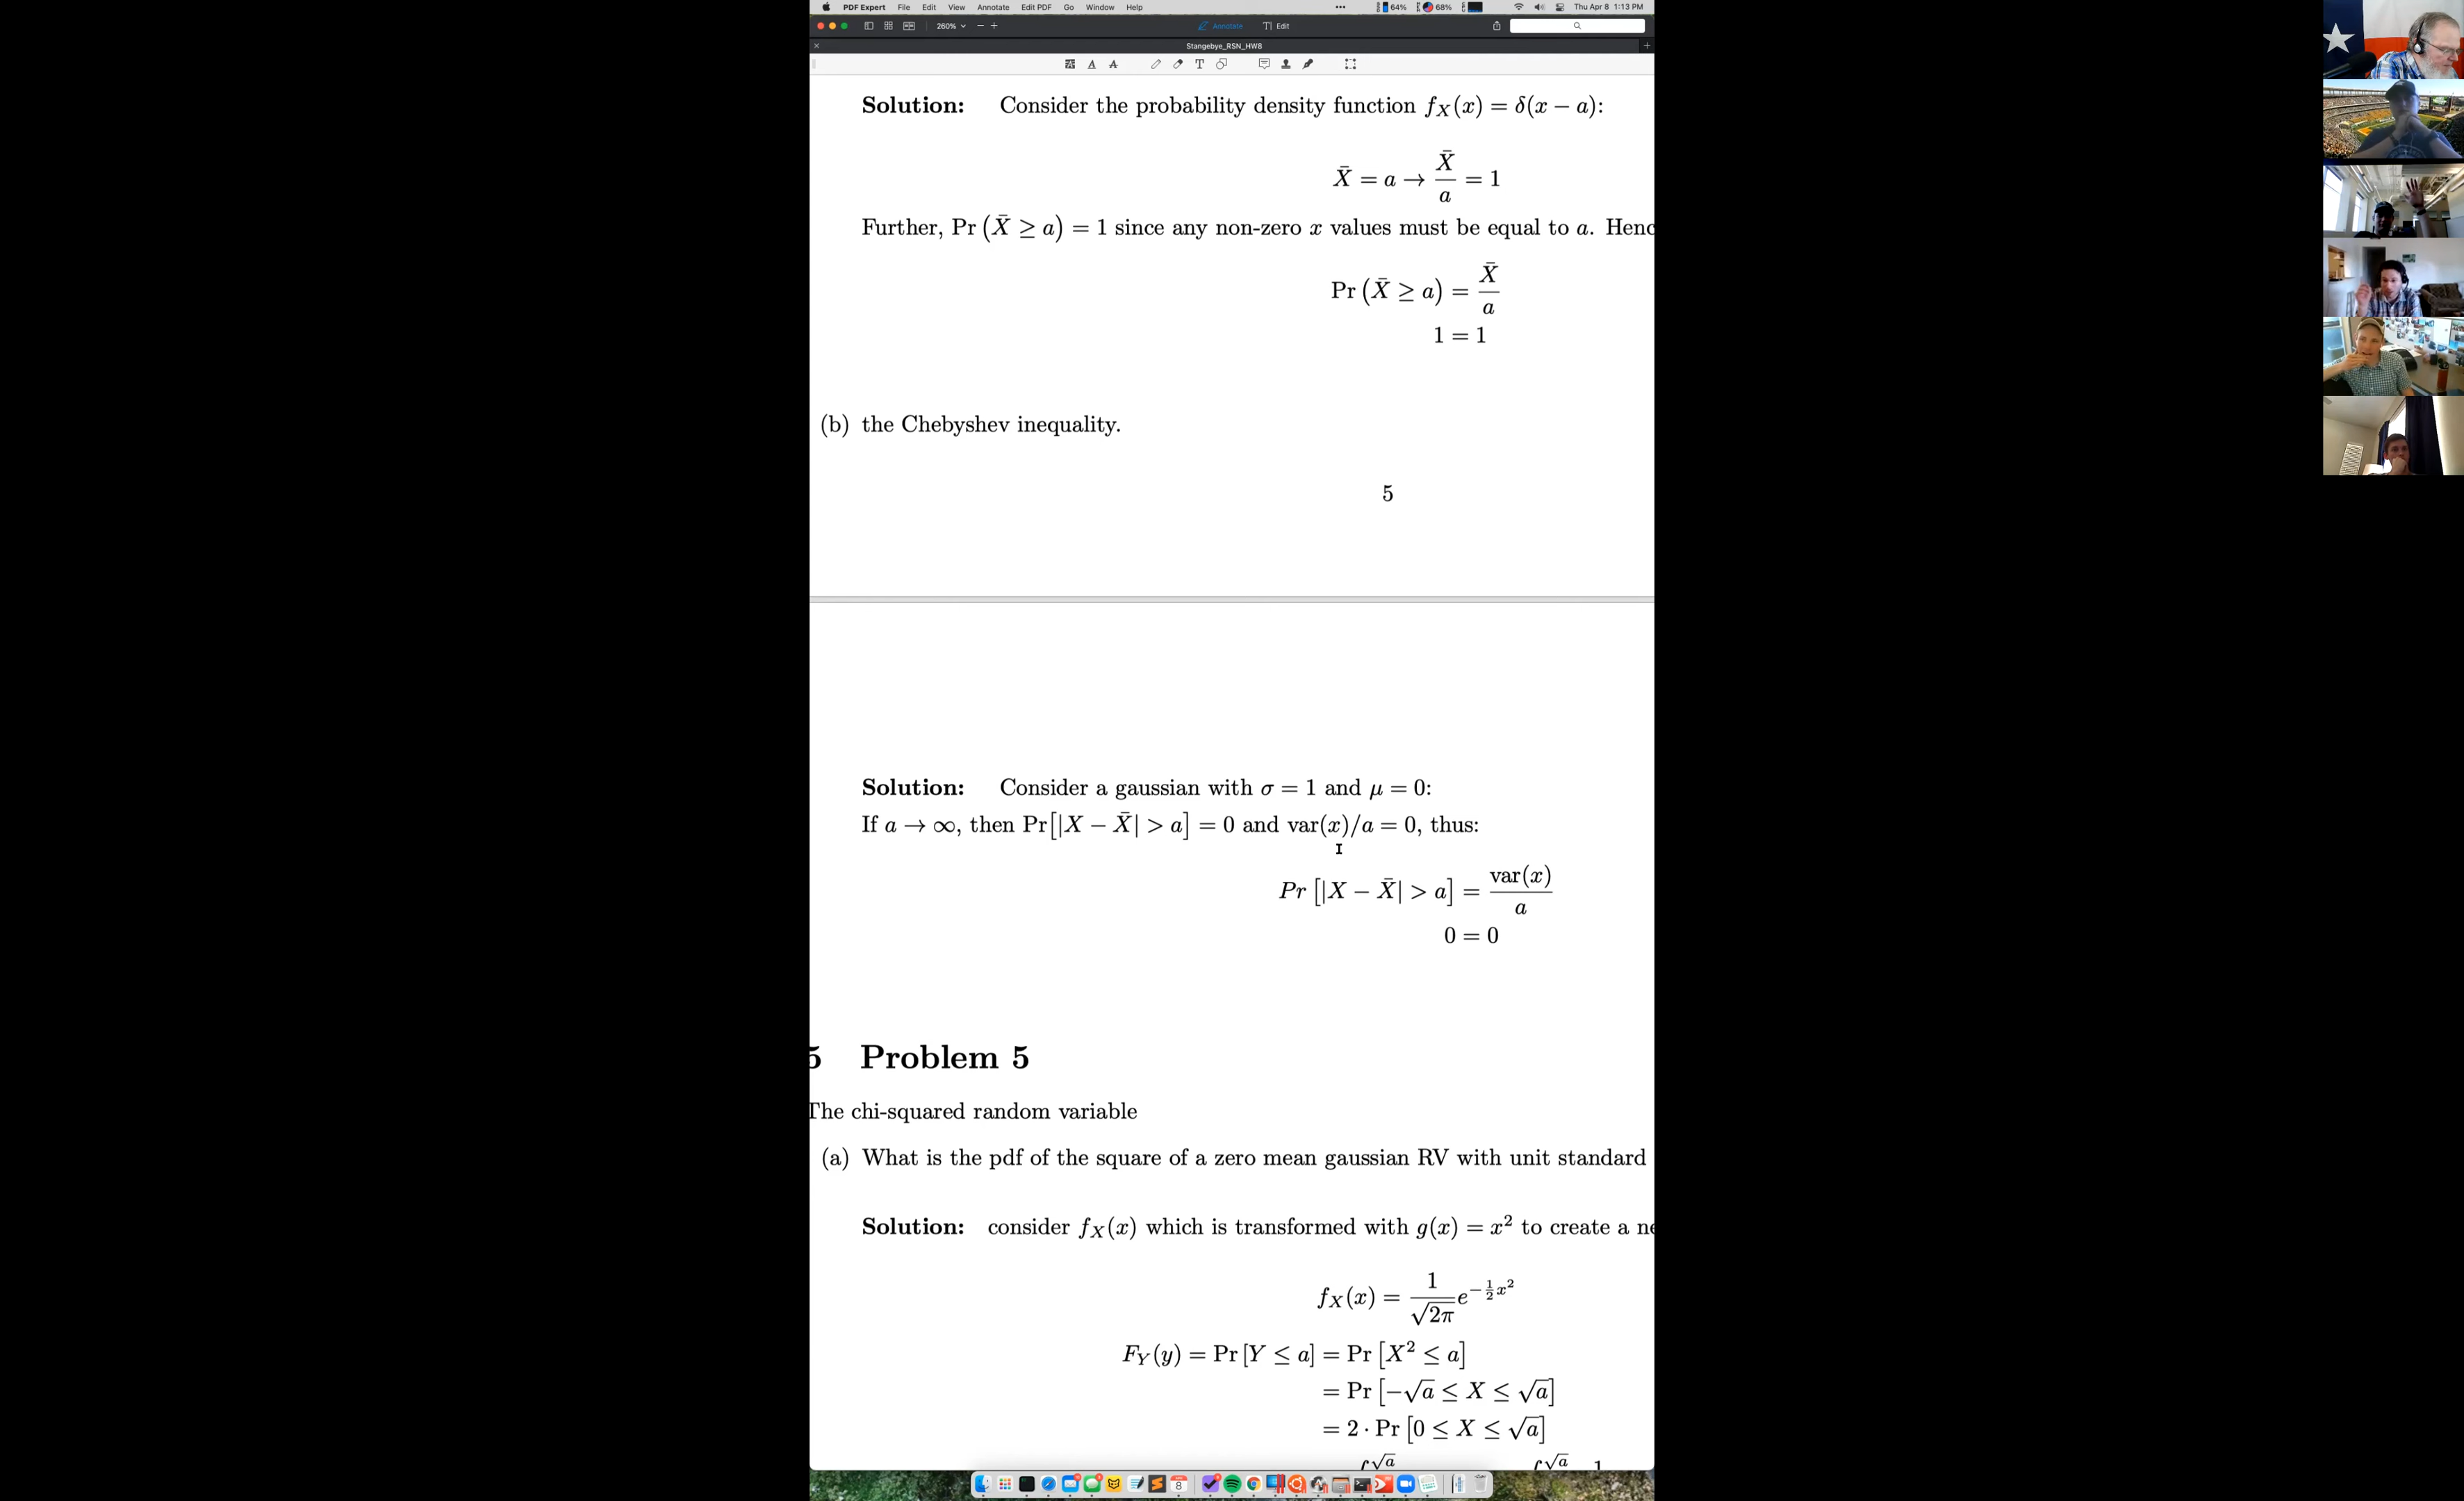 PDF Expert File Edit View Annotate Edit PDF Go Window Help ••• 64% 68% Thu Apr 8 1:13 PM
260% Annotate Edit
Stangebye_RSN_HW8
Solution: Consider the probability density function f_X(x) = δ(x − a):
X̄ = a → X̄/a = 1
Further, Pr (X̄ ≥ a) = 1 since any non-zero x values must be equal to a. Henc
Pr (X̄ ≥ a) = X̄/a
1 = 1
(b) the Chebyshev inequality.
5
Solution: Consider a gaussian with σ = 1 and μ = 0:
If a → ∞, then Pr[|X − X̄| > a] = 0 and var(x)/a = 0, thus:
Pr [|X − X̄| > a] = var(x)/a
0 = 0
5 Problem 5
The chi-squared random variable
(a) What is the pdf of the square of a zero mean gaussian RV with unit standard
Solution: consider f_X(x) which is transformed with g(x) = x² to create a ne
f_X(x) = 1/√2π e^{−½x²}
F_Y(y) = Pr [Y ≤ a] = Pr [X² ≤ a]
= Pr [−√a ≤ X ≤ √a]
= 2 · Pr [0 ≤ X ≤ √a]